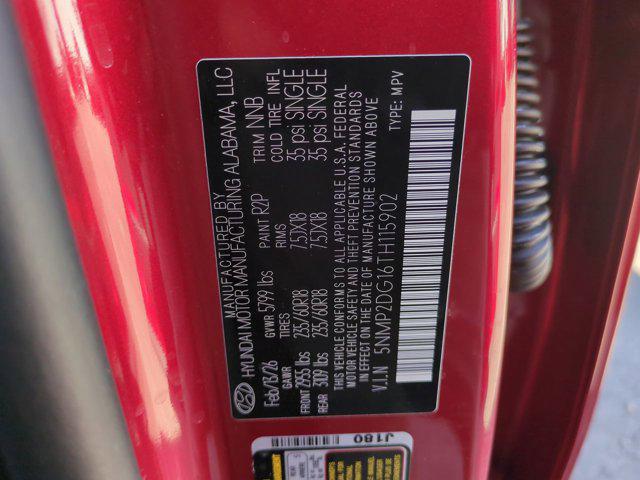 MANUFACTURED BY
HYUNDAI MOTOR MANUFACTURING ALABAMA, LLC
Feb/13/26 GVWR 5799 lbs PAINT R2P TRIM NNB
GAWR TIRES RIMS COLD TIRE INFL
FRONT 2955 lbs 235/60R18 7.5JX18 35 psi SINGLE
REAR 3109 lbs 235/60R18 7.5JX18 35 psi SINGLE
THIS VEHICLE CONFORMS TO ALL APPLICABLE U.S.A. FEDERAL
MOTOR VEHICLE SAFETY AND THEFT PREVENTION STANDARDS
IN EFFECT ON THE DATE OF MANUFACTURE SHOWN ABOVE
V.I.N 5NMP2DG16TH115902 TYPE: MPV
J180